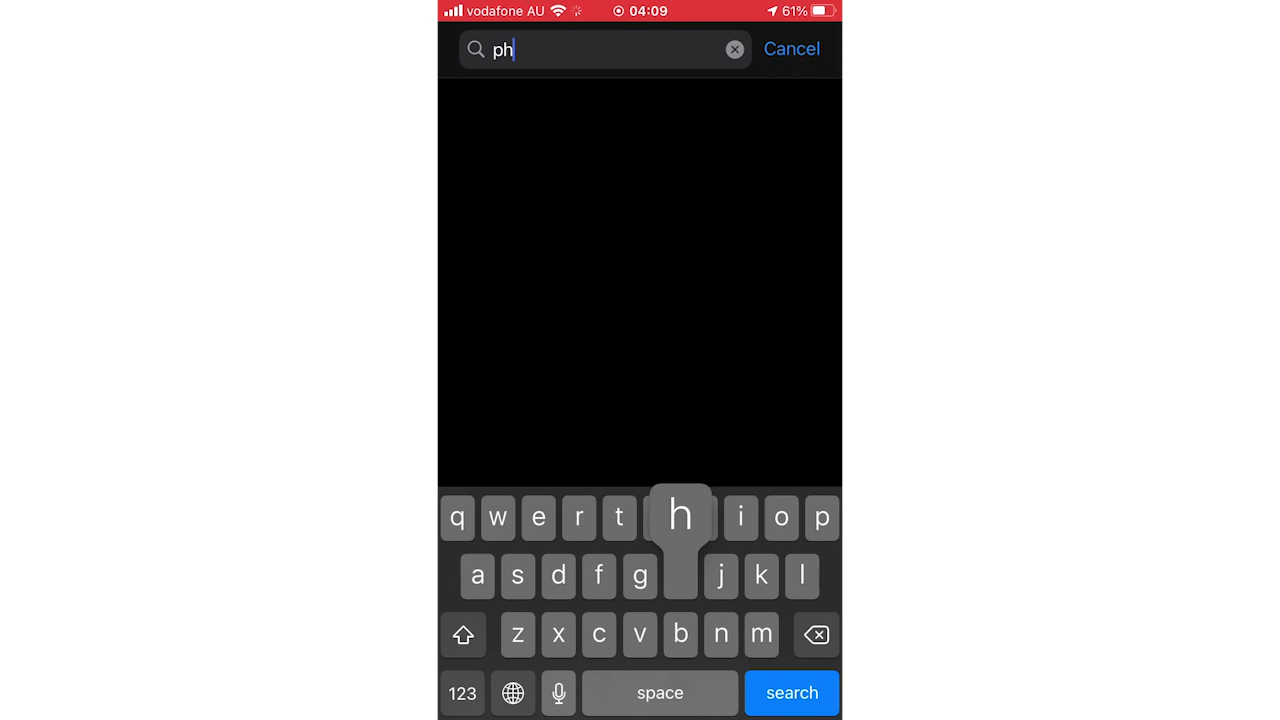 vodafone AU 04:09 61%
ph Cancel
q w e r t h i o p
a s d f g j k l
z x c v b n m
123 space search